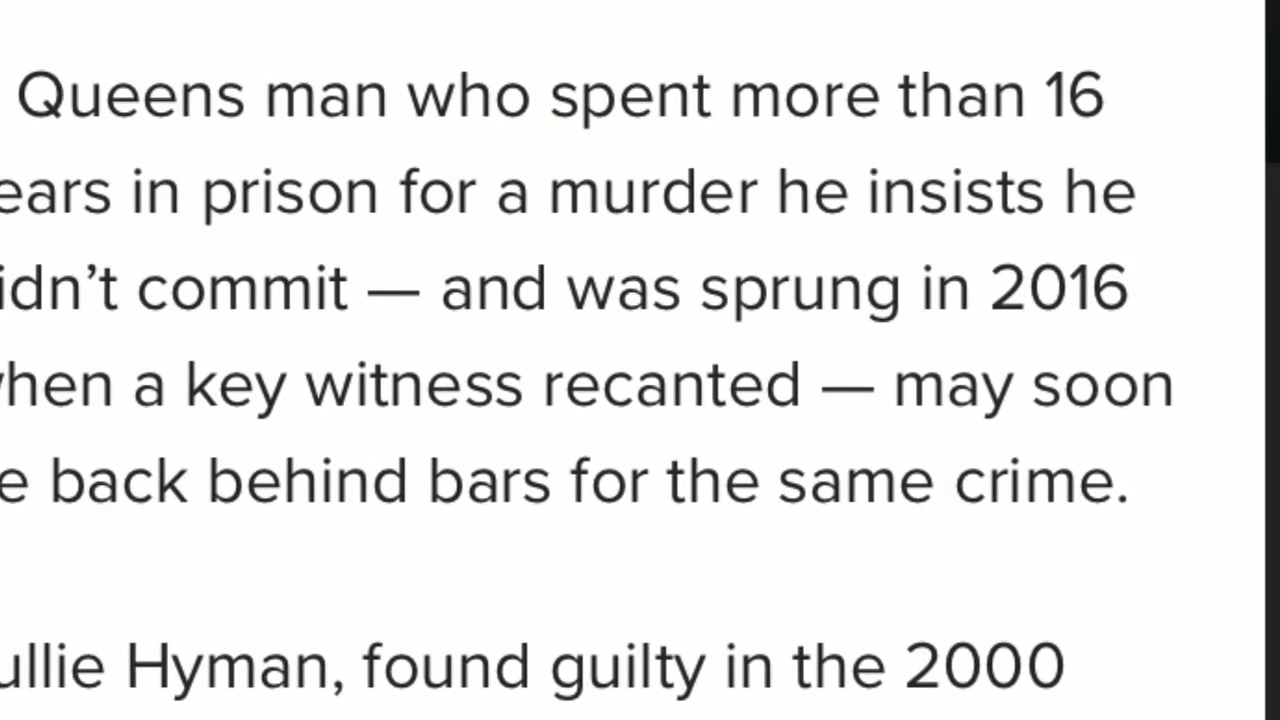 Queens man who spent more than 16
ears in prison for a murder he insists he
idn’t commit — and was sprung in 2016
hen a key witness recanted — may soon
e back behind bars for the same crime.
ullie Hyman, found guilty in the 2000